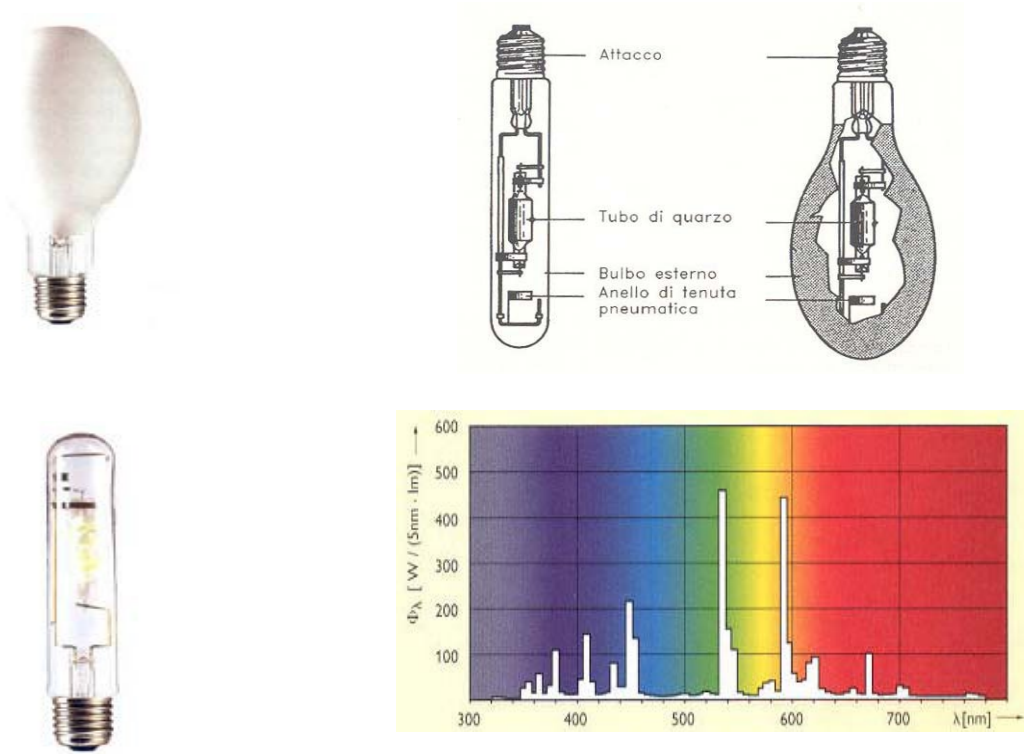 Attacco
Tubo di quarzo
Bulbo esterno
Anello di tenuta
pneumatica
Φλ [ W / (5nm · lm)]
600
500
400
300
200
100
300 400 500 600 700 λ[nm]